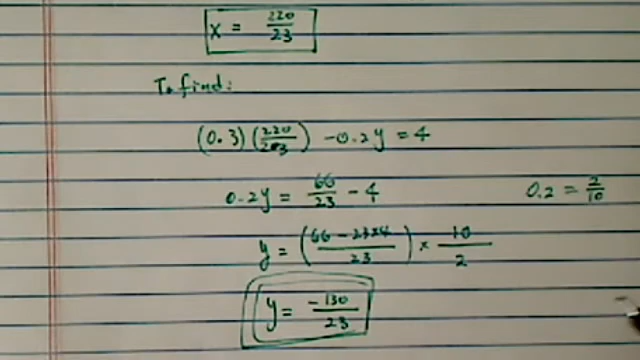 x = 220/23
To find:
(0.3)(220/23) - 0.2y = 4
0.2y = 66/23 - 4
0.2 = 2/10
y = (66 - 23×4/23) × 10/2
y = -130/23